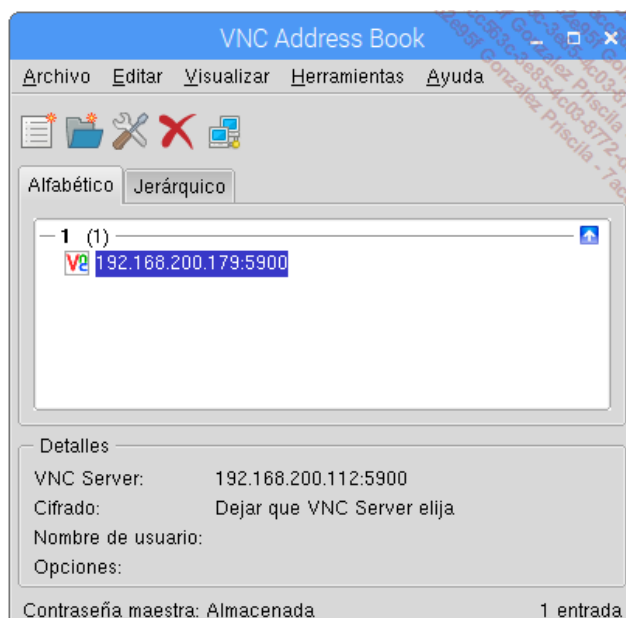 VNC Address Book
Archivo Editar Visualizar Herramientas Ayuda
Alfabético Jerárquico
1 (1)
192.168.200.179:5900
Detalles
VNC Server: 192.168.200.112:5900
Cifrado: Dejar que VNC Server elija
Nombre de usuario:
Opciones:
Contraseña maestra: Almacenada 1 entrada
Gonzalez Priscila